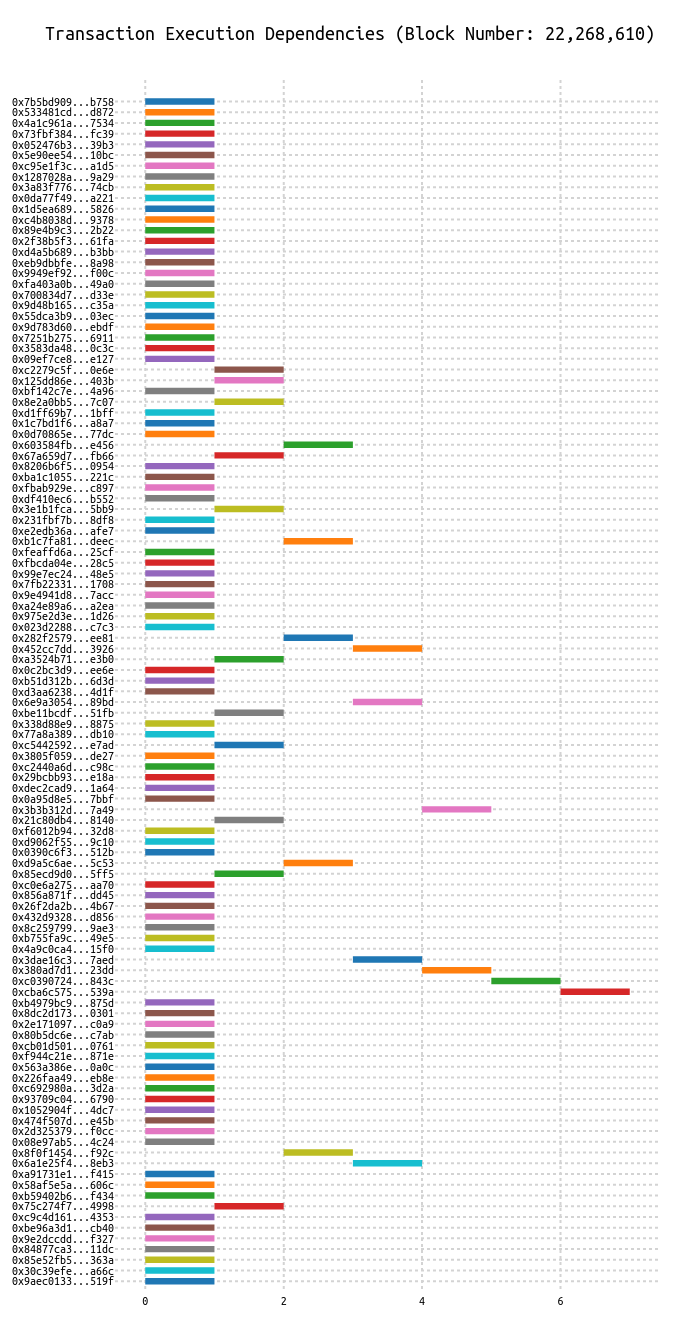 Transaction Execution Dependencies (Block Number: 22,268,610)
0x7b5bd909...b758
0x533481cd...d872
0x4a1c961a...7534
0x73fbf384...fc39
0x052476b3...39b3
0x5e90ee54...10bc
0xc95e1f3c...a1d5
0x1287028a...9a29
0x3a83f776...74cb
0x0da77f49...a221
0x1d5ea689...5826
0xc4b8038d...9378
0x89e4b9c3...2b22
0x2f38b5f3...61fa
0xd4a5b689...b3bb
0xeb9dbbfe...8a98
0x9949ef92...f00c
0xfa403a0b...49a0
0x700834d7...d33e
0x9d48b165...c35a
0x55dca3b9...03ec
0x9d783d60...ebdf
0x7251b275...6911
0x3583da48...0c3c
0x09ef7ce8...e127
0xc2279c5f...0e6e
0x125dd86e...403b
0xbf142c7e...4a96
0x8e2a0bb5...7c07
0xd1ff69b7...1bff
0x1c7bd1f6...a8a7
0x0d70865e...77dc
0x603584fb...e456
0x67a659d7...fb66
0x8206b6f5...0954
0xba1c1055...221c
0xfbab929e...c897
0xdf410ec6...b552
0x3e1b1fca...5bb9
0x231fbf7b...8df8
0xe2edb36a...afe7
0xb1c7fa81...deec
0xfeaffd6a...25cf
0xfbcda04e...28c5
0x99e7ec24...48e5
0x7fb22331...1708
0x9e4941d8...7acc
0xa24e89a6...a2ea
0x975e2d3e...1d26
0x023d2288...c7c3
0x282f2579...ee81
0x452cc7dd...3926
0xa3524b71...e3b0
0x0c2bc3d9...ee6e
0xb51d312b...6d3d
0xd3aa6238...4d1f
0x6e9a3054...89bd
0xbe11bcdf...51fb
0x338d88e9...8875
0x77a8a389...db10
0xc5442592...e7ad
0x3805f059...de27
0xc2440a6d...c98c
0x29bcbb93...e18a
0xdec2cad9...1a64
0x0a95d8e5...7bbf
0x3b3b312d...7a49
0x21c80db4...8140
0xf6012b94...32d8
0xd9062f55...9c10
0x0390c6f3...512b
0xd9a5c6ae...5c53
0x85ecd9d0...5ff5
0xc0e6a275...aa70
0x856a871f...dd45
0x26f2da2b...4b67
0x432d9328...d856
0x8c259799...9ae3
0xb755fa9c...49e5
0x4a9c0ca4...15f0
0x3dae16c3...7aed
0x380ad7d1...23dd
0xc0390724...843c
0xcba6c575...539a
0xb4979bc9...875d
0x8dc2d173...0301
0x2e171097...c0a9
0x80b5dc6e...c7ab
0xcb01d501...0761
0xf944c21e...871e
0x563a386e...0a0c
0x226faa49...eb8e
0xc692980a...3d2a
0x93709c04...6790
0x1052904f...4dc7
0x474f507d...e45b
0x2d325379...f0cc
0x08e97ab5...4c24
0x8f0f1454...f92c
0x6a1e25f4...8eb3
0xa91731e1...f415
0x58af5e5a...606c
0xb59402b6...f434
0x75c274f7...4998
0xc9c4d161...4353
0xbe96a3d1...cb40
0x9e2dccdd...f327
0x84877ca3...11dc
0x85e52fb5...363a
0x30c39efe...a66c
0x9aec0133...519f
0 2 4 6